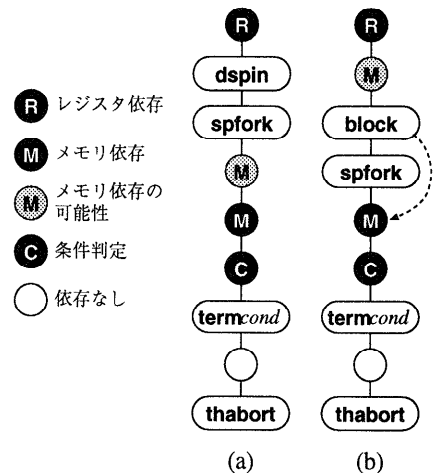 R レジスタ依存
M メモリ依存
M メモリ依存の
可能性
C 条件判定
依存なし
R
dspin
spfork
M
M
C
termcond
thabort
(a)
R
M
block
spfork
M
C
termcond
thabort
(b)